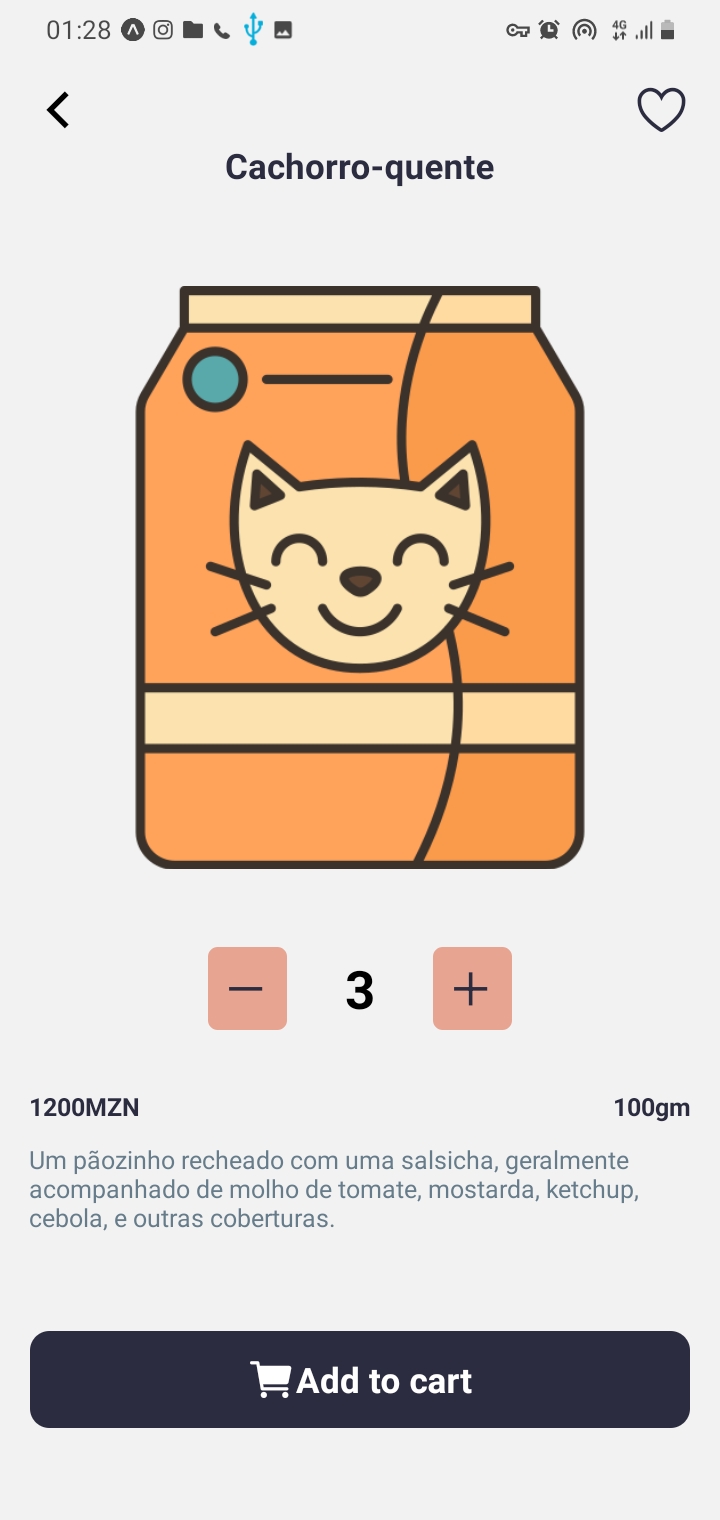 01:28
4G
Cachorro-quente
3
1200MZN 100gm
Um pãozinho recheado com uma salsicha, geralmente
acompanhado de molho de tomate, mostarda, ketchup,
cebola, e outras coberturas.
Add to cart